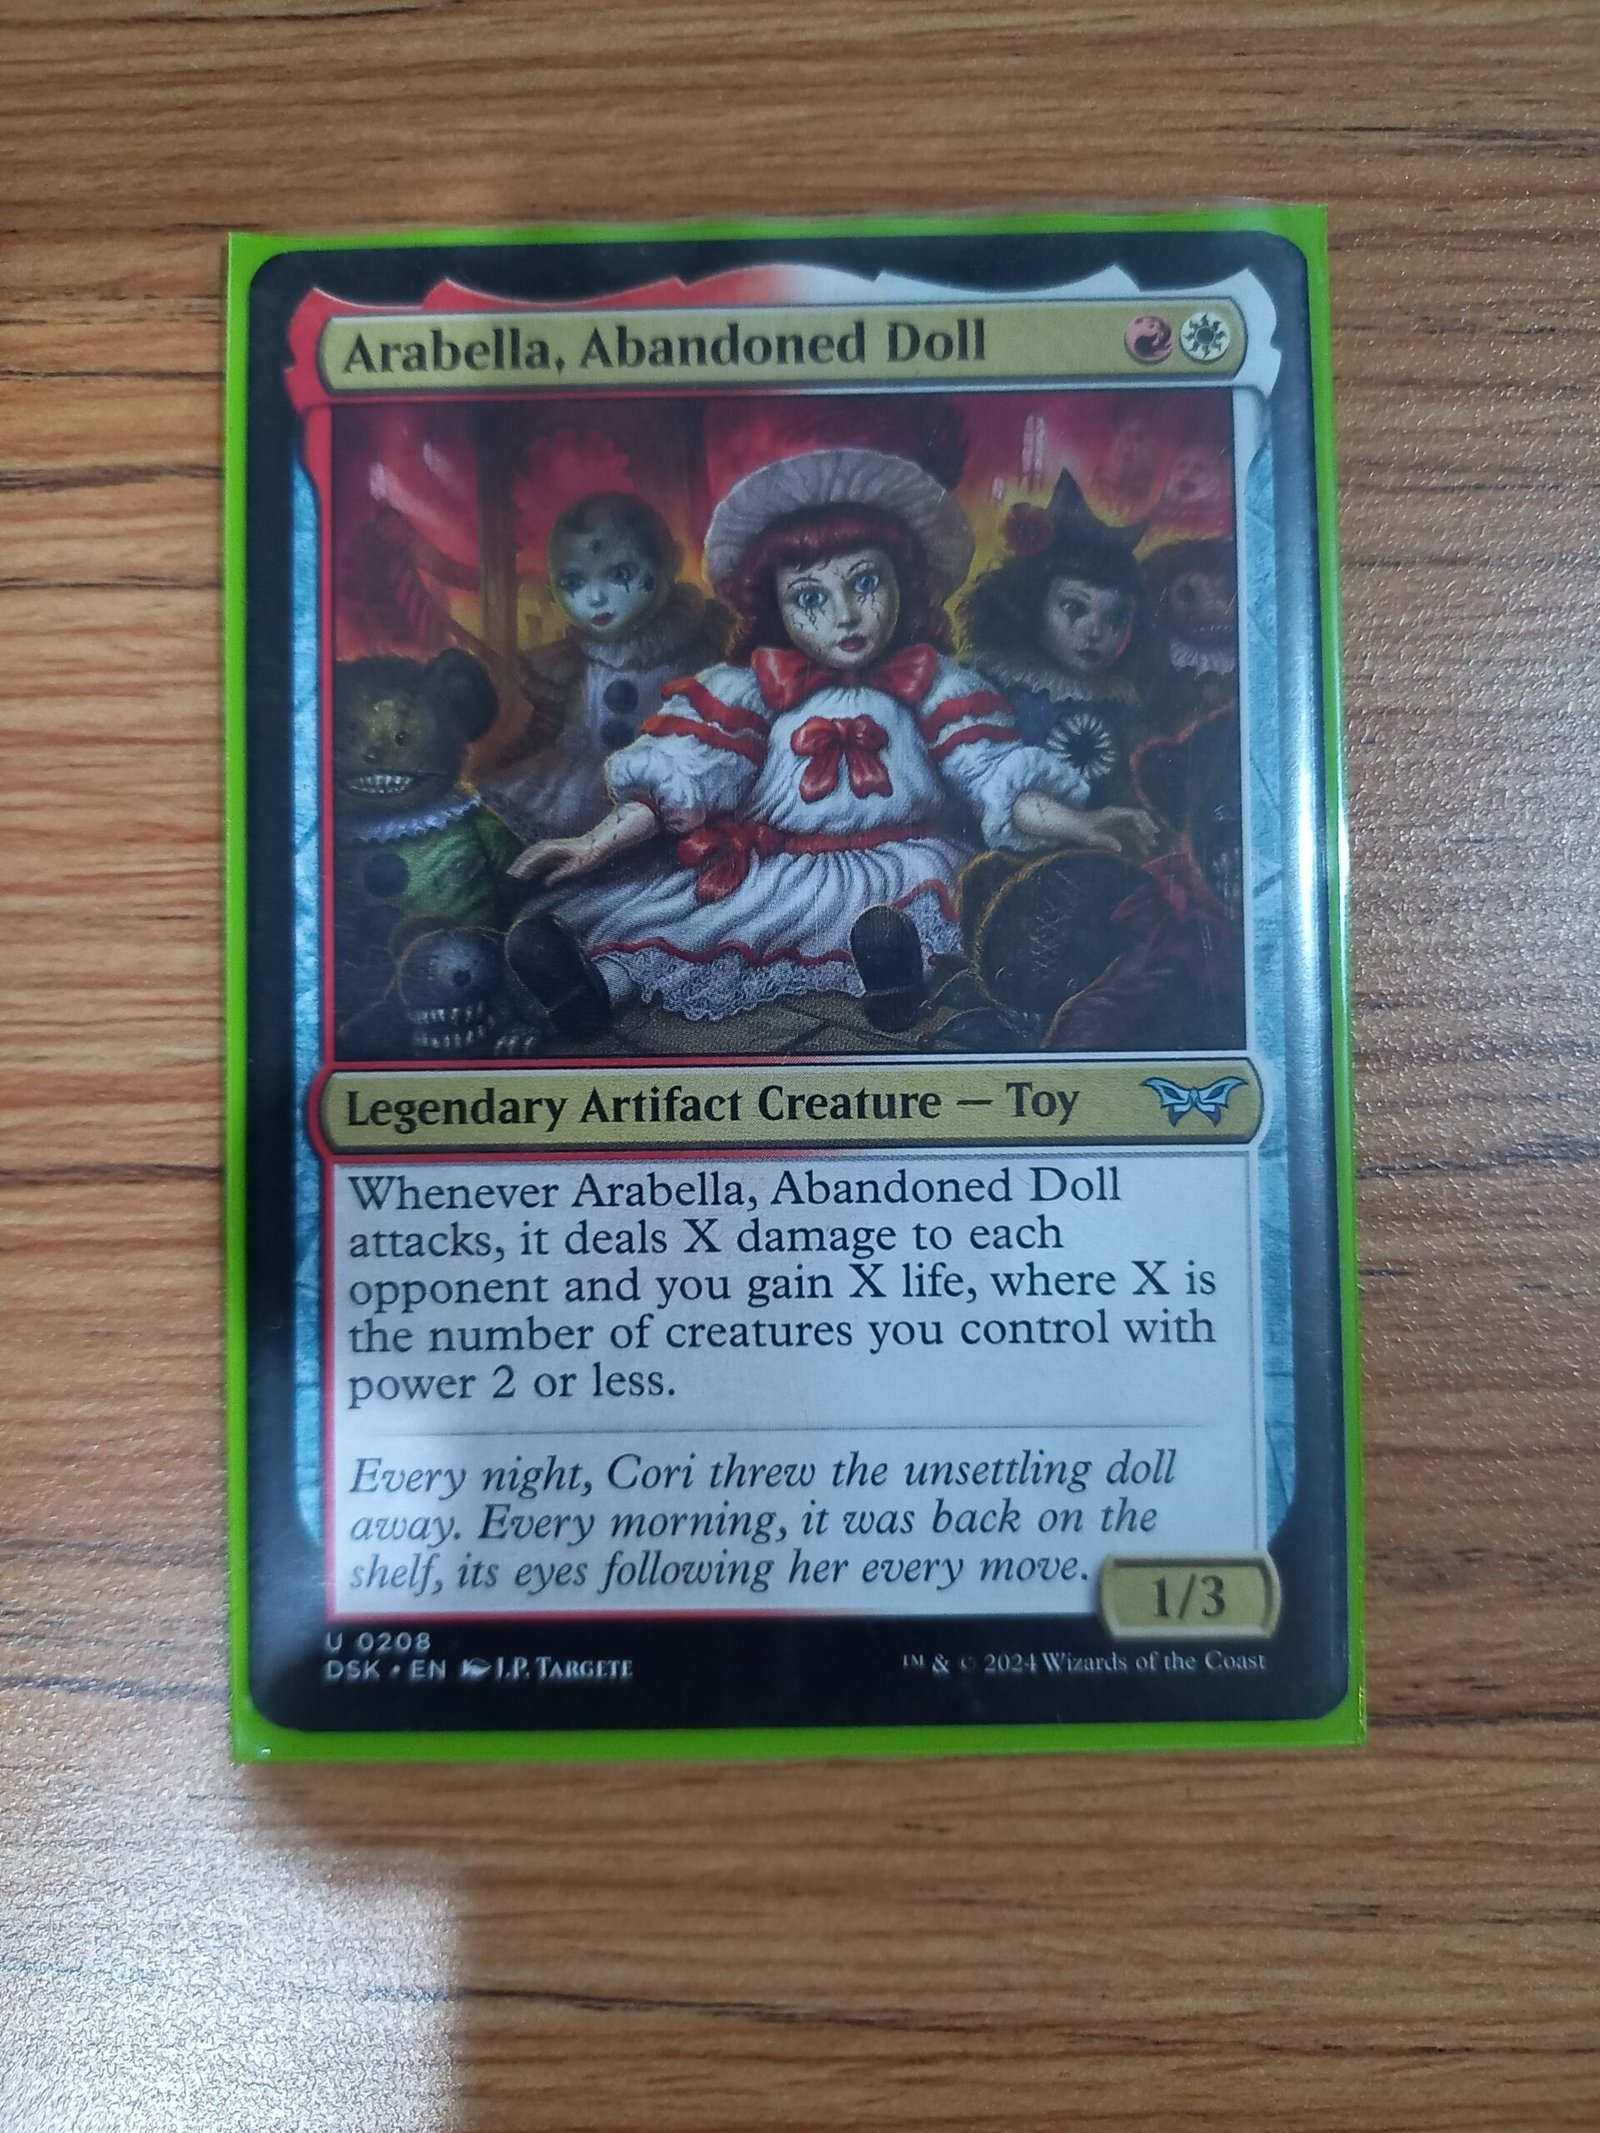 Arabella, Abandoned Doll
Legendary Artifact Creature — Toy
Whenever Arabella, Abandoned Doll
attacks, it deals X damage to each
opponent and you gain X life, where X is
the number of creatures you control with
power 2 or less.
Every night, Cori threw the unsettling doll
away. Every morning, it was back on the
shelf, its eyes following her every move.
1/3
U 0208
DSK • EN J.P. Targete
™ & © 2024 Wizards of the Coast